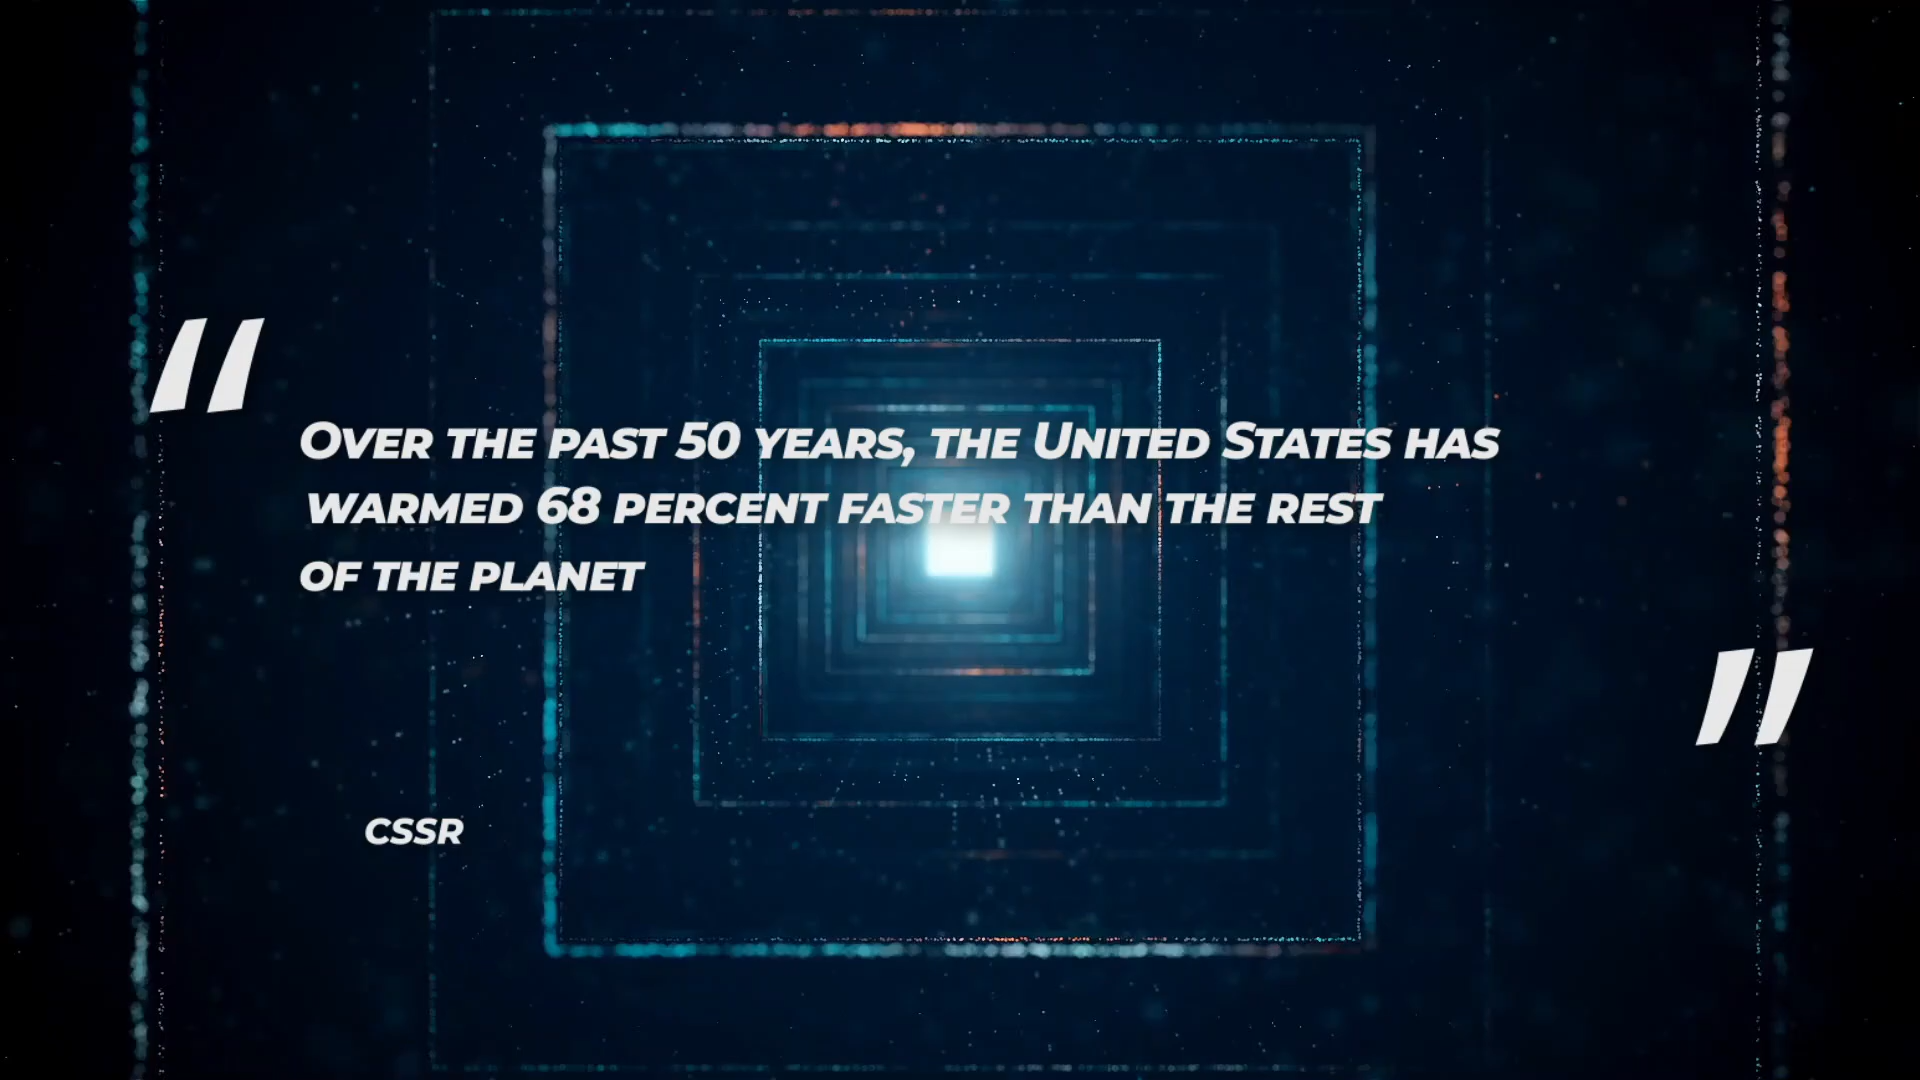 “
Over the past 50 years, the United States has
warmed 68 percent faster than the rest
of the planet
”
CSSR